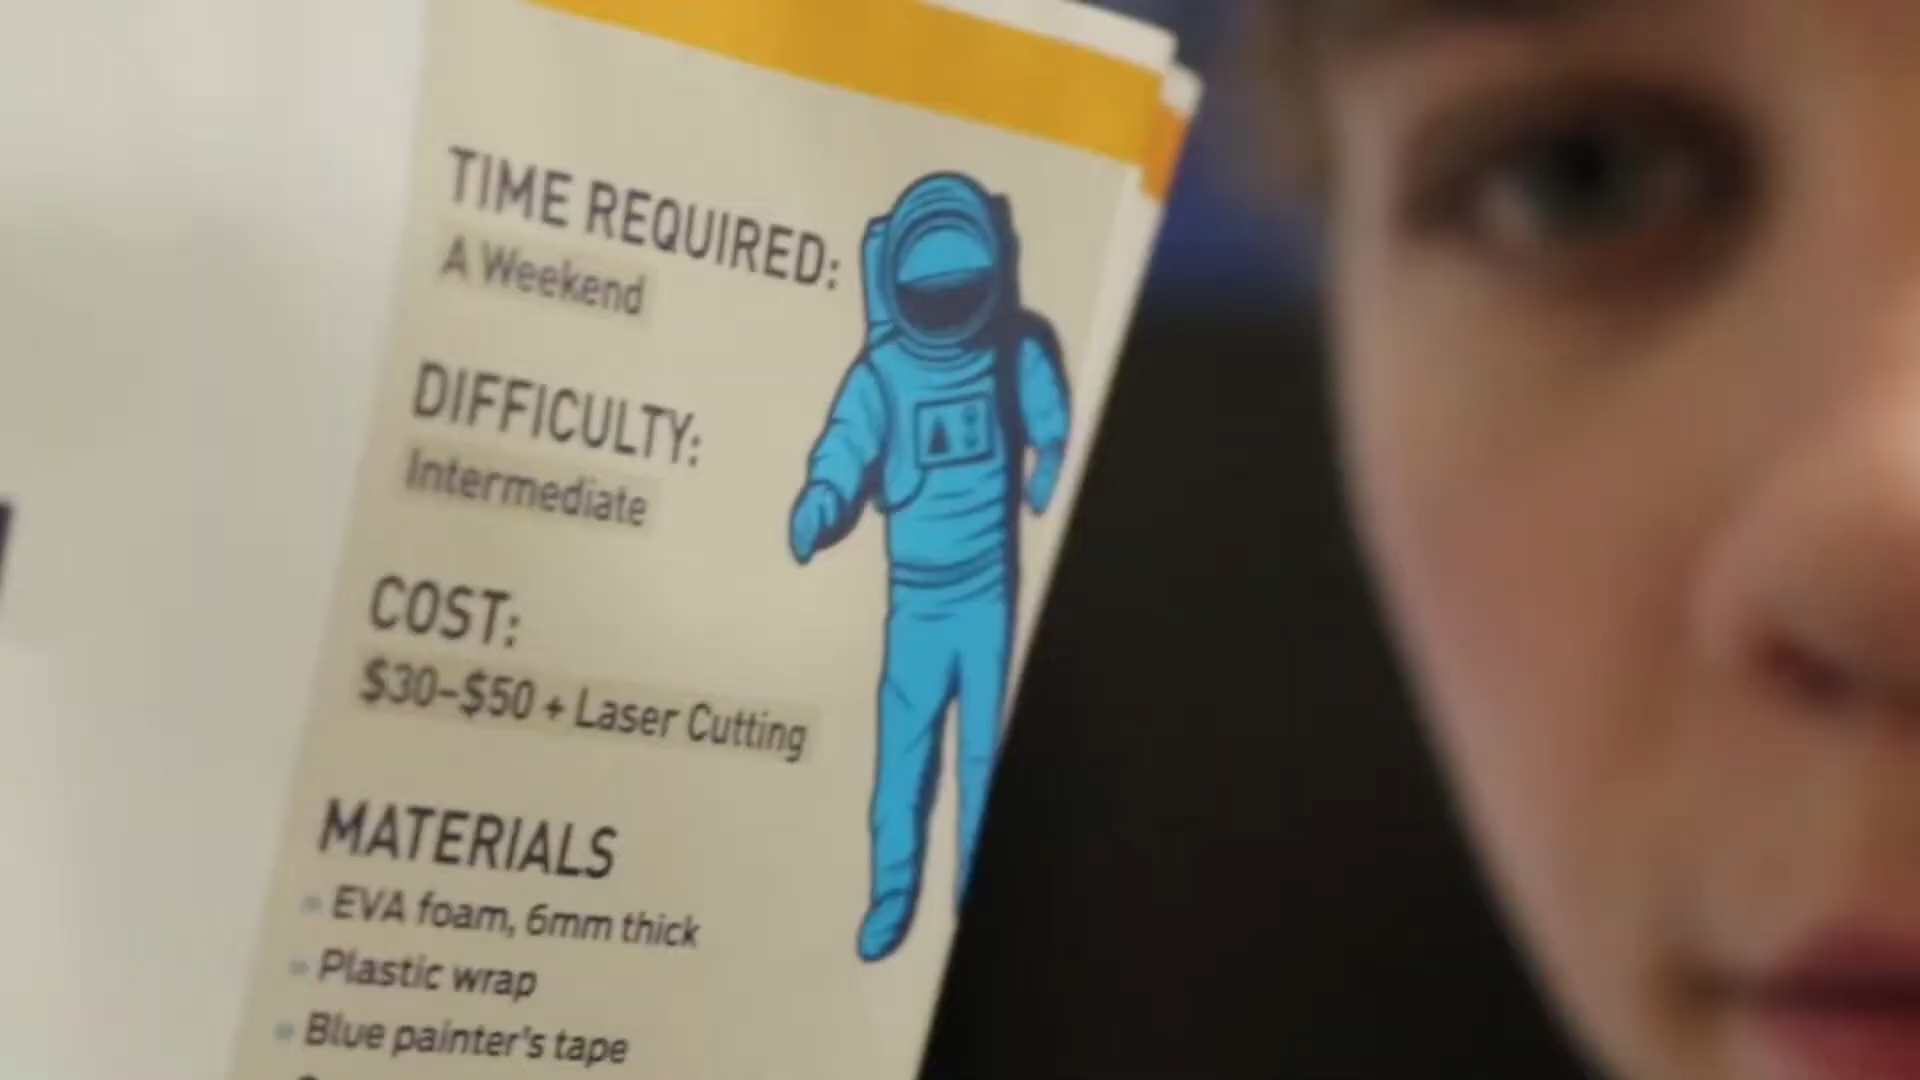 TIME REQUIRED:
A Weekend
DIFFICULTY:
Intermediate
COST:
$30–$50 + Laser Cutting
MATERIALS
» EVA foam, 6mm thick
» Plastic wrap
» Blue painter's tape